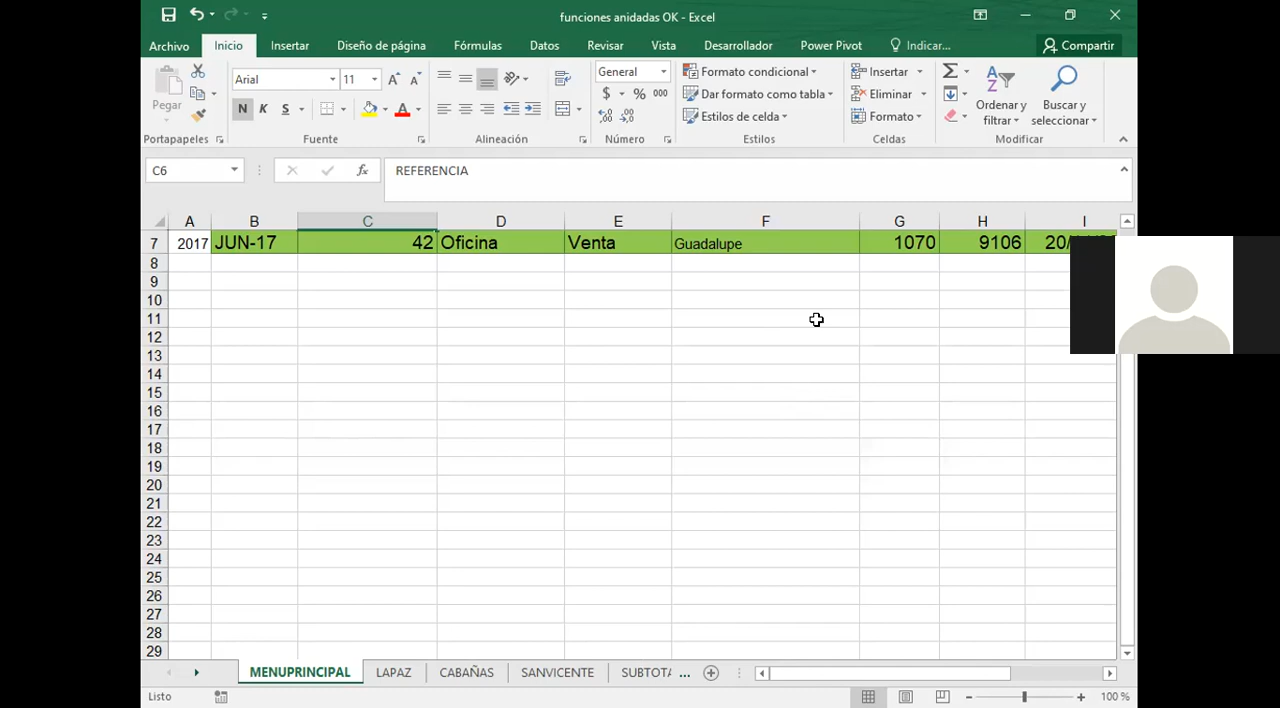 funciones anidadas OK - Excel
Archivo Inicio Insertar Diseño de página Fórmulas Datos Revisar Vista Desarrollador Power Pivot Indicar... Compartir
Pegar
Arial 11
N K S
General
$ % 000
Formato condicional
Dar formato como tabla
Estilos de celda
Insertar
Eliminar
Formato
Ordenar y filtrar
Buscar y seleccionar
Portapapeles Fuente Alineación Número Estilos Celdas Modificar
C6 fx REFERENCIA
A B C D E F G H I
7 2017 JUN-17 42 Oficina Venta Guadalupe 1070 9106 20/
8
9
10
11
12
13
14
15
16
17
18
19
20
21
22
23
24
25
26
27
28
29
MENUPRINCIPAL LAPAZ CABAÑAS SANVICENTE SUBTOTA ...
Listo 100 %